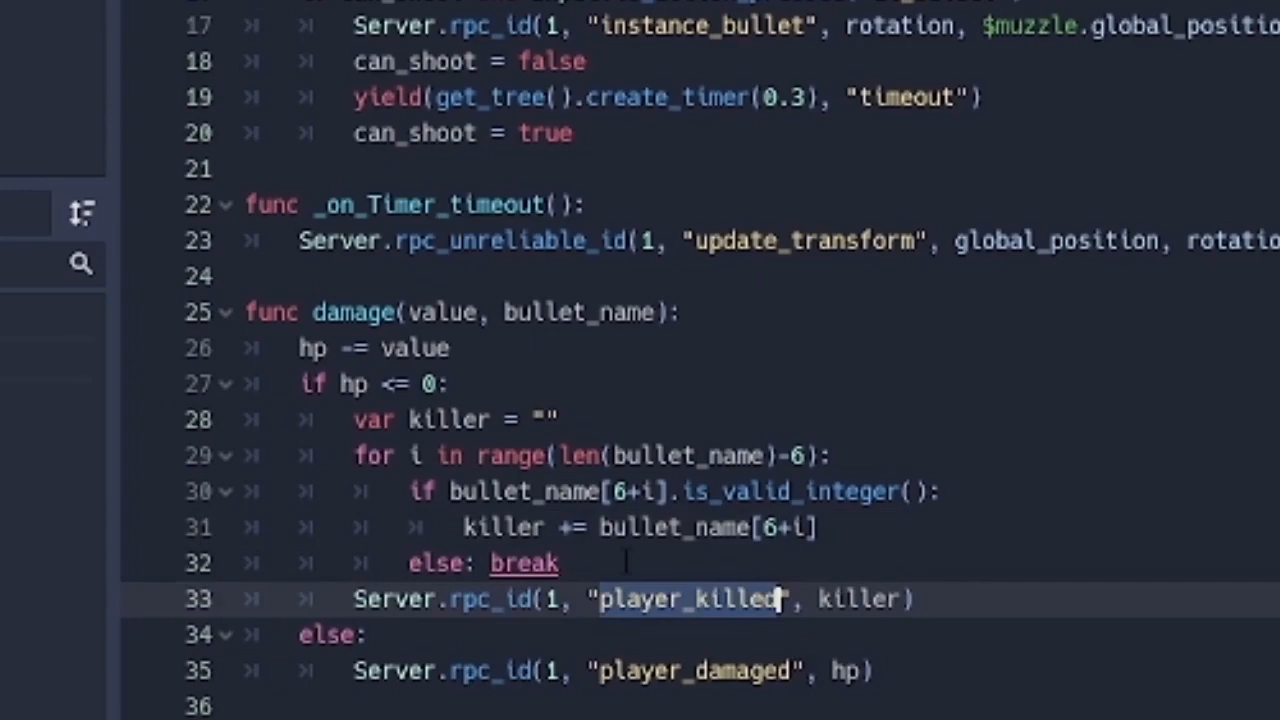 17 Server.rpc_id(1, "instance_bullet", rotation, $muzzle.global_positio
18 can_shoot = false
19 yield(get_tree().create_timer(0.3), "timeout")
20 can_shoot = true
21
22 func _on_Timer_timeout():
23 Server.rpc_unreliable_id(1, "update_transform", global_position, rotatio
24
25 func damage(value, bullet_name):
26 hp -= value
27 if hp <= 0:
28 var killer = ""
29 for i in range(len(bullet_name)-6):
30 if bullet_name[6+i].is_valid_integer():
31 killer += bullet_name[6+i]
32 else: break
33 Server.rpc_id(1, "player_killed", killer)
34 else:
35 Server.rpc_id(1, "player_damaged", hp)
36